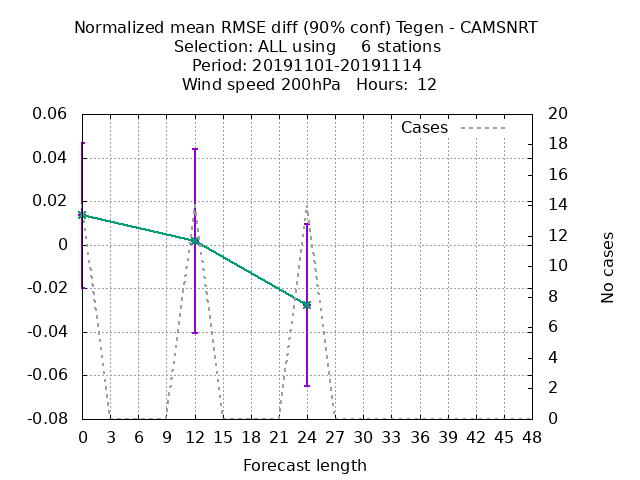 Normalized mean RMSE diff (90% conf) Tegen - CAMSNRT
Selection: ALL using     6 stations
Period: 20191101-20191114
Wind speed 200hPa   Hours:  12
Cases
0.06
0.04
0.02
0
-0.02
-0.04
-0.06
-0.08
20
18
16
14
12
10
8
6
4
2
0
No cases
0 3 6 9 12 15 18 21 24 27 30 33 36 39 42 45 48
Forecast length